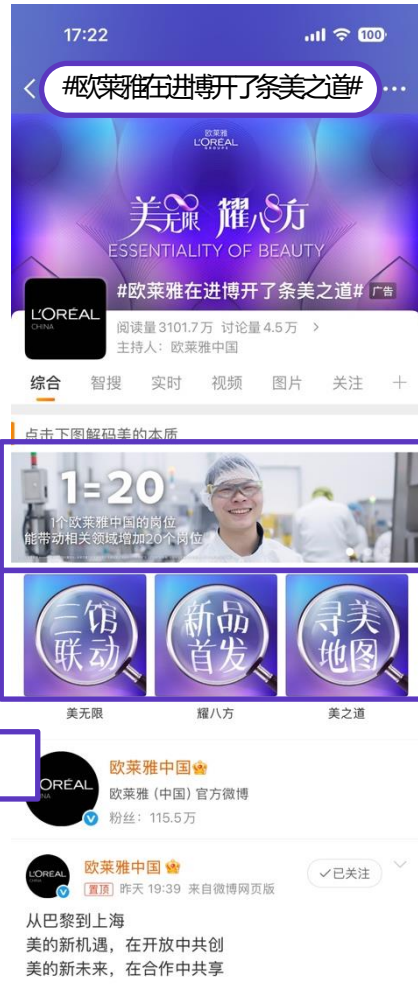 17:22
100
#欧莱雅在进博开了条美之道#
欧莱雅
L'ORÉAL
GROUPE
美无限 耀八方
ESSENTIALITY OF BEAUTY
#欧莱雅在进博开了条美之道# 广告
L'ORÉAL
CHINA
阅读量3101.7万 讨论量4.5万
主持人：欧莱雅中国
综合 智搜 实时 视频 图片 关注
点击下图解码美的本质
1=20
1个欧莱雅中国的岗位
能带动相关领域增加20个岗位
三馆联动 新品首发 寻美地图
美无限 耀八方 美之道
ORÉAL
NA
欧莱雅中国
欧莱雅 (中国) 官方微博
粉丝：115.5万
L'ORÉAL
欧莱雅中国
置顶 昨天 19:39 来自微博网页版
已关注
从巴黎到上海
美的新机遇，在开放中共创
美的新未来，在合作中共享